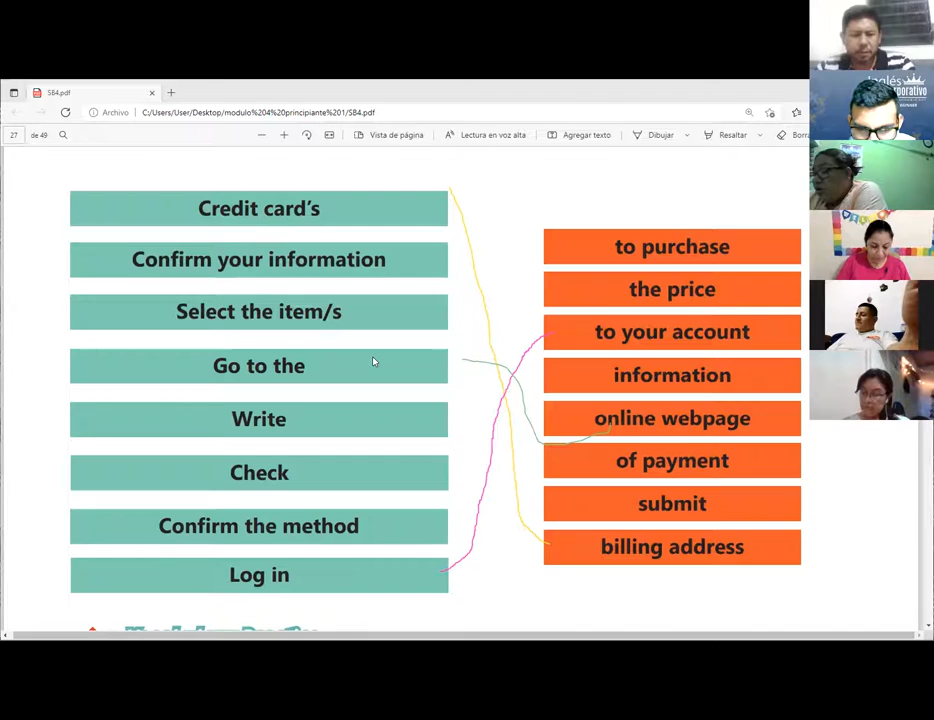 SB4.pdf
Archivo C:/Users/User/Desktop/modulo%204%20principiante%201/SB4.pdf
27 de 49 Vista de página Lectura en voz alta Agregar texto Dibujar Resaltar Borra
Inglés
Credit card's
Confirm your information
Select the item/s
Go to the
Write
Check
Confirm the method
Log in
to purchase
the price
to your account
information
online webpage
of payment
submit
billing address